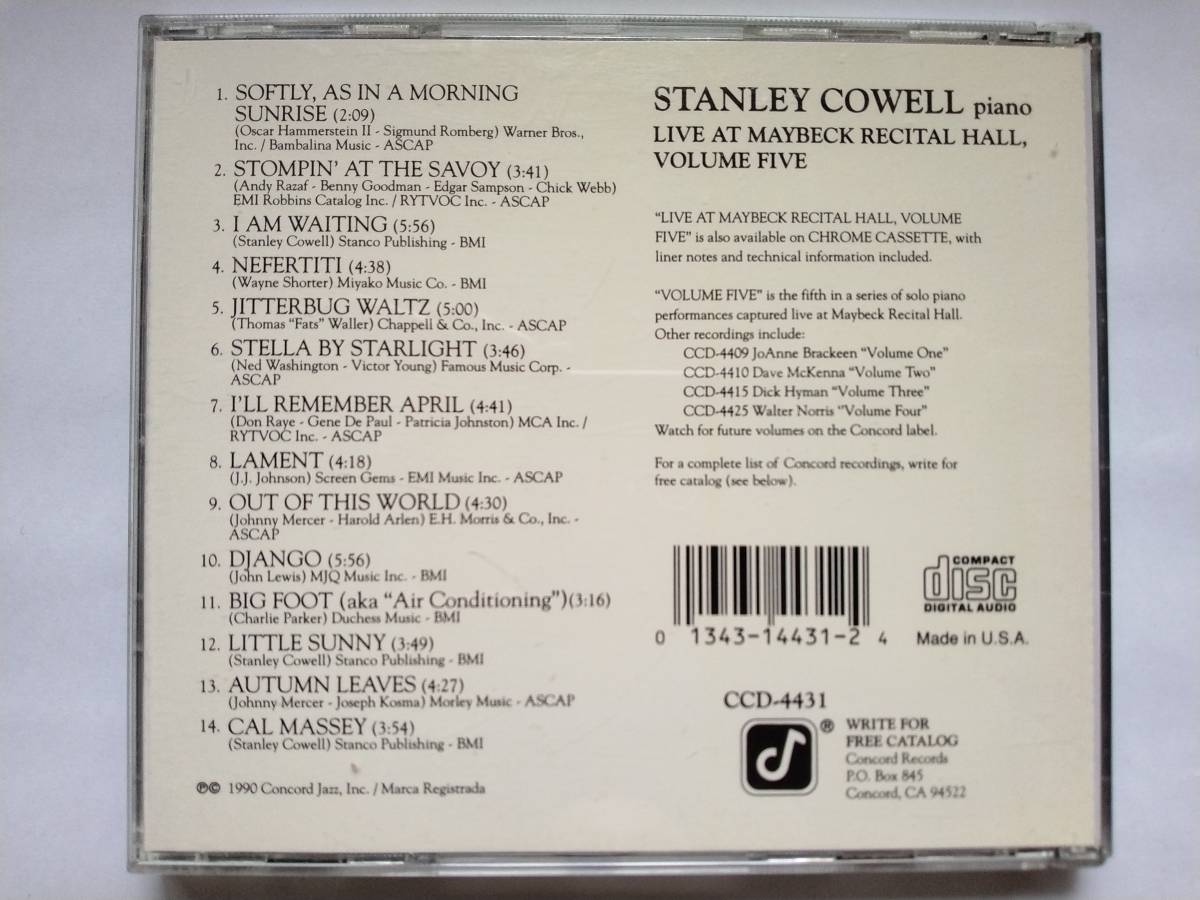 1. SOFTLY, AS IN A MORNING
SUNRISE (2:09)
(Oscar Hammerstein II - Sigmund Romberg) Warner Bros.,
Inc. / Bambalina Music - ASCAP
2. STOMPIN' AT THE SAVOY (3:41)
(Andy Razaf - Benny Goodman - Edgar Sampson - Chick Webb)
EMI Robbins Catalog Inc. / RYTVOC Inc. - ASCAP
3. I AM WAITING (5:56)
(Stanley Cowell) Stanco Publishing - BMI
4. NEFERTITI (4:38)
(Wayne Shorter) Miyako Music Co. - BMI
5. JITTERBUG WALTZ (5:00)
(Thomas "Fats" Waller) Chappell & Co., Inc. - ASCAP
6. STELLA BY STARLIGHT (3:46)
(Ned Washington - Victor Young) Famous Music Corp. -
ASCAP
7. I'LL REMEMBER APRIL (4:41)
(Don Raye - Gene De Paul - Patricia Johnston) MCA Inc. /
RYTVOC Inc. - ASCAP
8. LAMENT (4:18)
(J.J. Johnson) Screen Gems - EMI Music Inc. - ASCAP
9. OUT OF THIS WORLD (4:30)
(Johnny Mercer - Harold Arlen) E.H. Morris & Co., Inc. -
ASCAP
10. DJANGO (5:56)
(John Lewis) MJQ Music Inc. - BMI
11. BIG FOOT (aka "Air Conditioning")(3:16)
(Charlie Parker) Duchess Music - BMI
12. LITTLE SUNNY (3:49)
(Stanley Cowell) Stanco Publishing - BMI
13. AUTUMN LEAVES (4:27)
(Johnny Mercer - Joseph Kosma) Morley Music - ASCAP
14. CAL MASSEY (3:54)
(Stanley Cowell) Stanco Publishing - BMI
℗© 1990 Concord Jazz, Inc. / Marca Registrada
STANLEY COWELL piano
LIVE AT MAYBECK RECITAL HALL,
VOLUME FIVE
"LIVE AT MAYBECK RECITAL HALL, VOLUME
FIVE" is also available on CHROME CASSETTE, with
liner notes and technical information included.
"VOLUME FIVE" is the fifth in a series of solo piano
performances captured live at Maybeck Recital Hall.
Other recordings include:
CCD-4409 JoAnne Brackeen "Volume One"
CCD-4410 Dave McKenna "Volume Two"
CCD-4415 Dick Hyman "Volume Three"
CCD-4425 Walter Norris "Volume Four"
Watch for future volumes on the Concord label.
For a complete list of Concord recordings, write for
free catalog (see below).
0 1343-14431-2 4
COMPACT
disc
DIGITAL AUDIO
Made in U.S.A.
CCD-4431
®
WRITE FOR
FREE CATALOG
Concord Records
P.O. Box 845
Concord, CA 94522